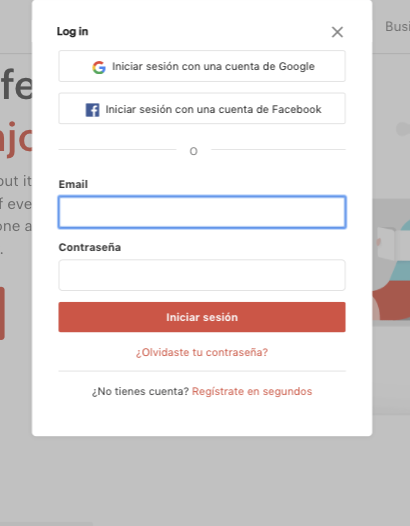 Log in
Busi
Iniciar sesión con una cuenta de Google
Iniciar sesión con una cuenta de Facebook
fe
njo
O
out it
Email
f eve
one a
.
Contraseña
Iniciar sesión
¿Olvidaste tu contraseña?
¿No tienes cuenta? Regístrate en segundos